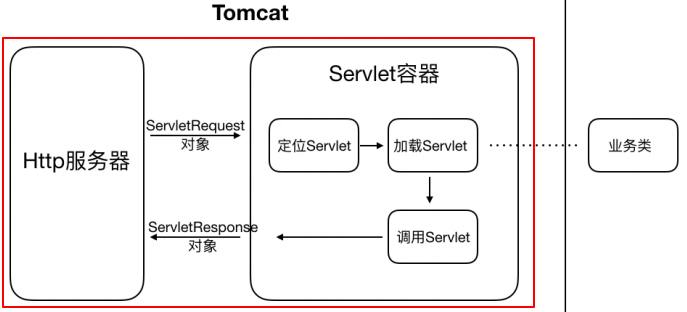 Tomcat
Servlet容器
Http服务器
ServletRequest
对象
定位Servlet
加载Servlet
业务类
ServletResponse
对象
调用Servlet